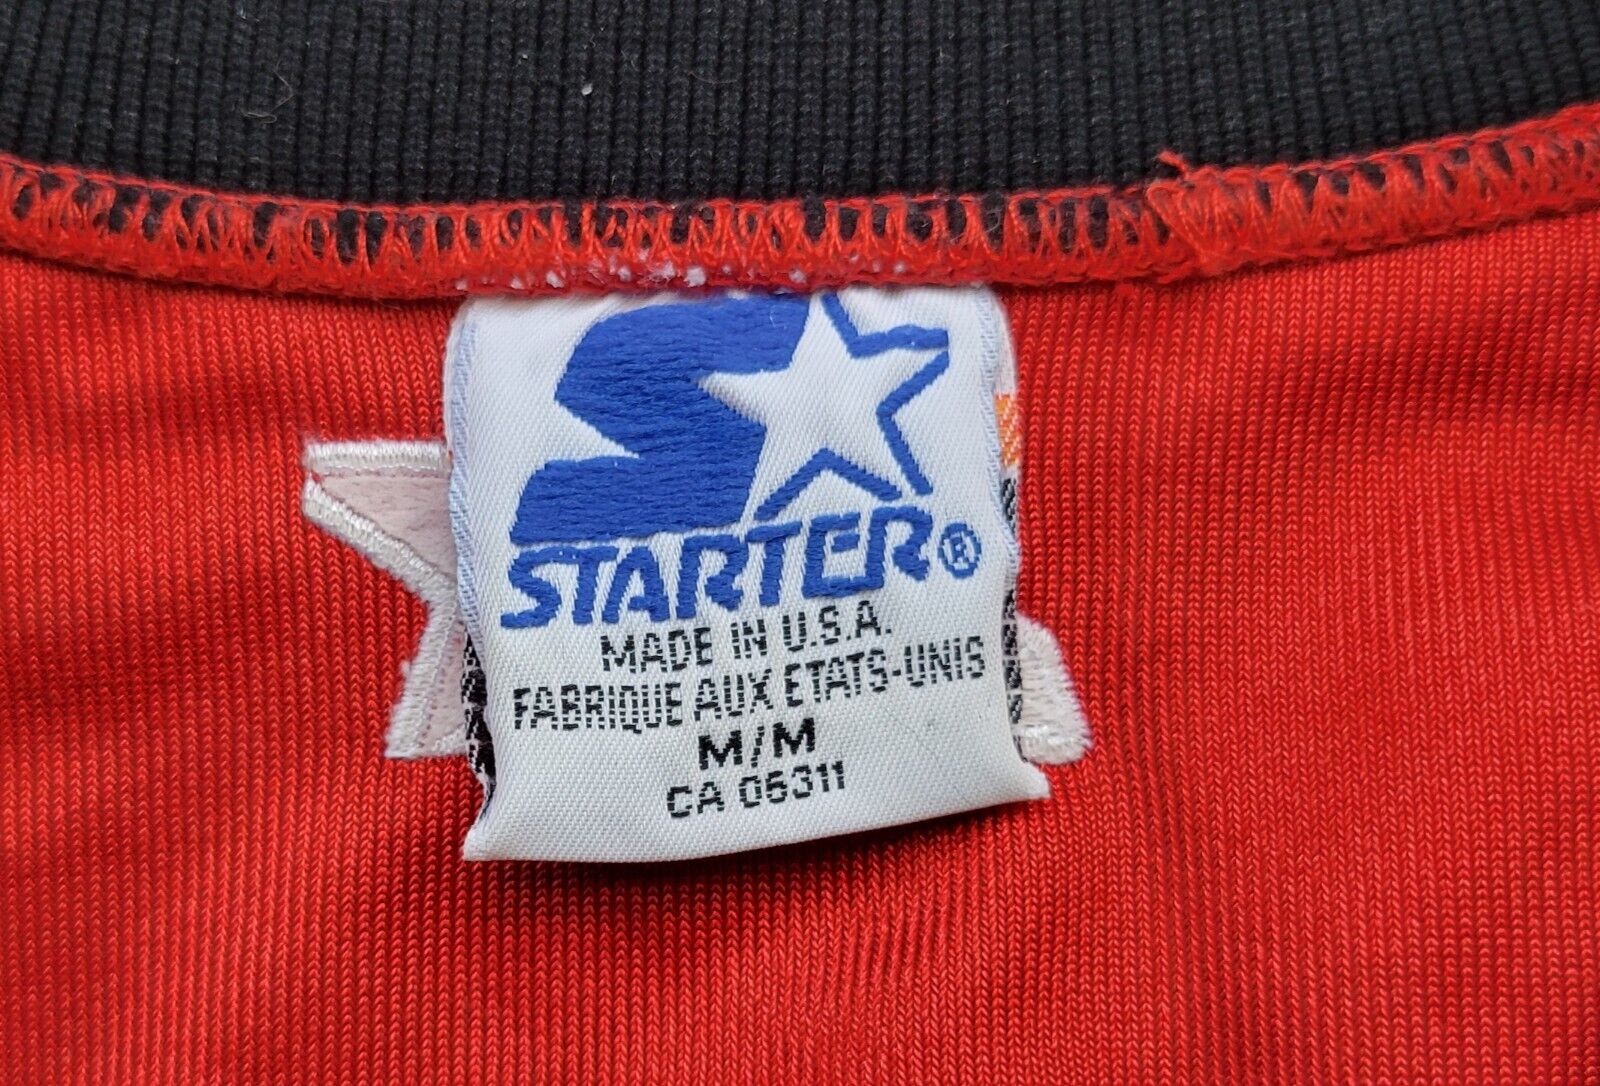 STARTER®
MADE IN U.S.A.
FABRIQUE AUX ETATS-UNIS
M/M
CA 05311